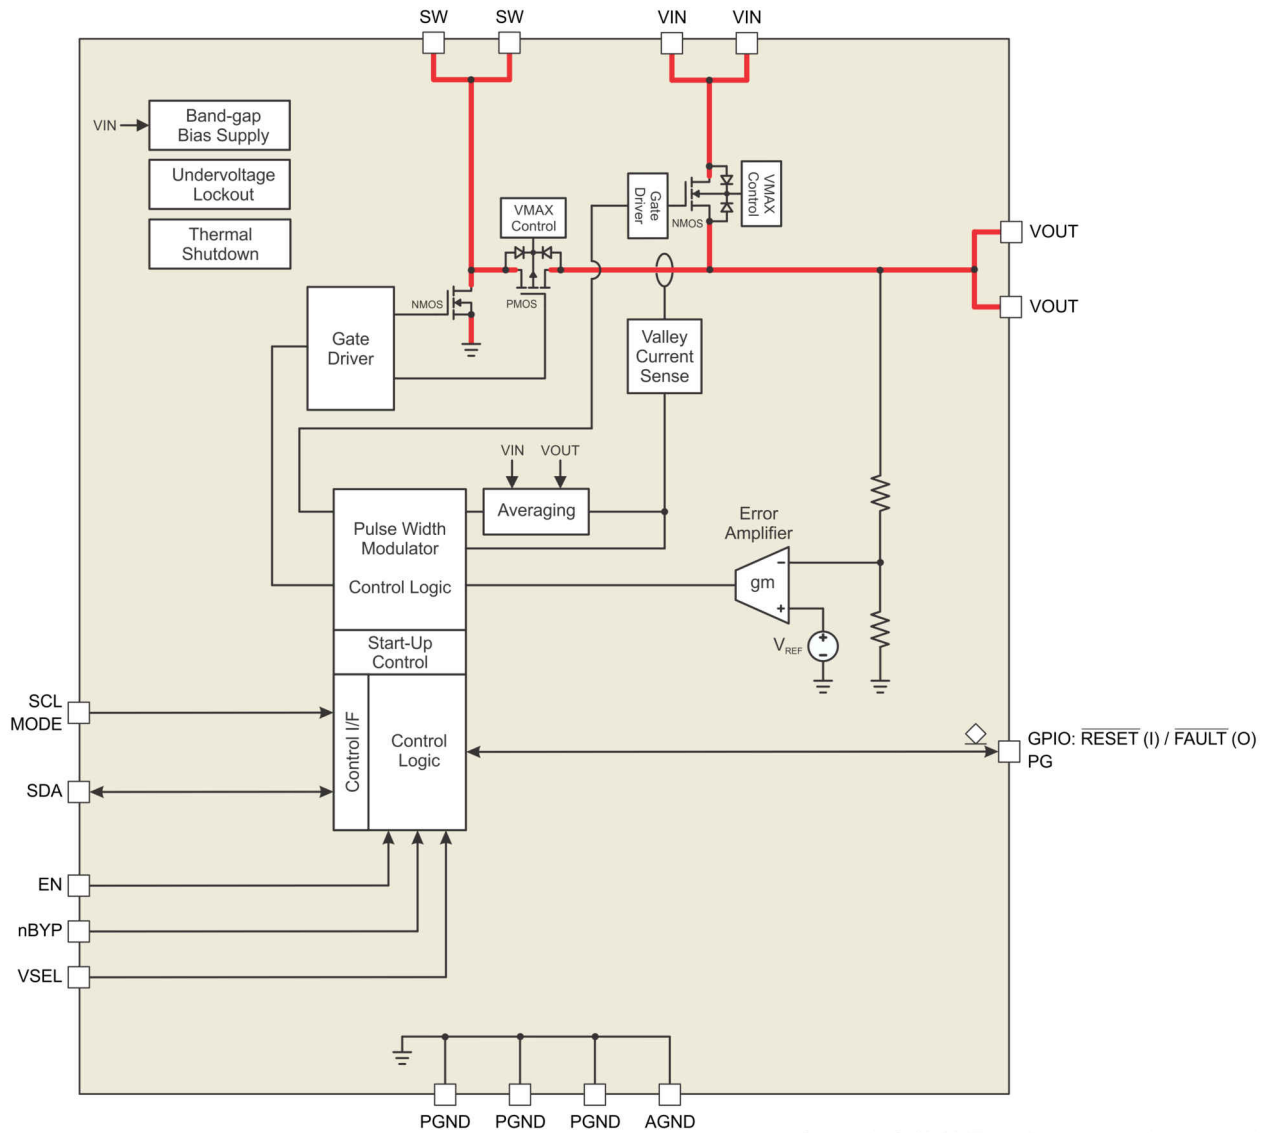 SW
SW
VIN
VIN
VIN
Band-gap
Bias Supply
Undervoltage
Lockout
Thermal
Shutdown
VMAX
Control
Gate
Driver
VMAX
Control
NMOS
VOUT
VOUT
NMOS
PMOS
Gate
Driver
Valley
Current
Sense
VIN
VOUT
Averaging
Pulse Width
Modulator
Control Logic
Error
Amplifier
−
gm
+
VREF
+
−
Start-Up
Control
Control I/F
Control
Logic
SCL
MODE
SDA
EN
nBYP
VSEL
GPIO: RESET (I) / FAULT (O)
PG
PGND
PGND
PGND
AGND